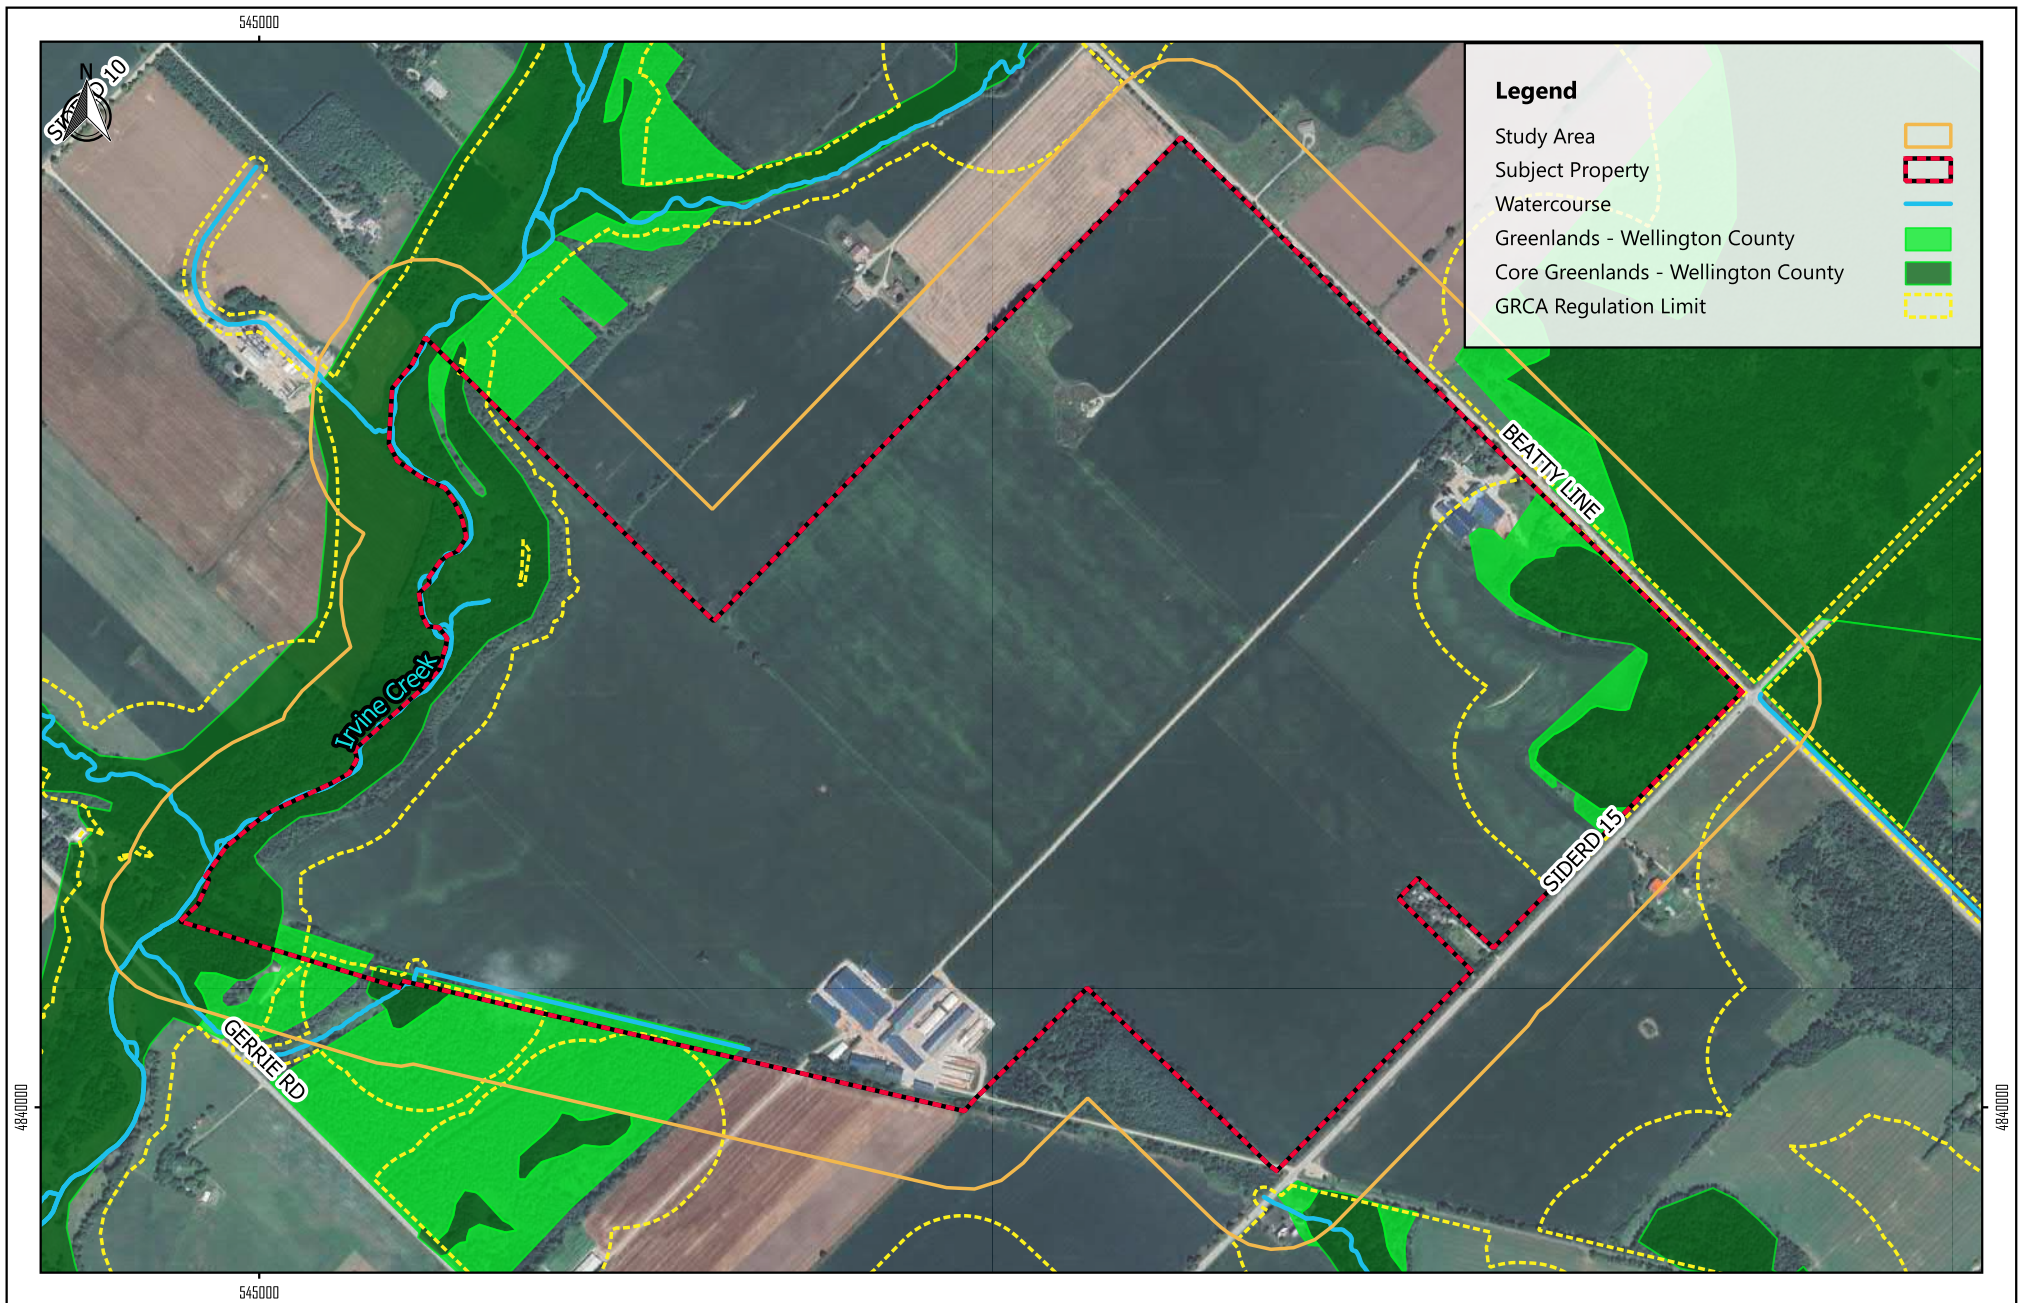 545000
N
10
Legend
Study Area
Subject Property
Watercourse
Greenlands - Wellington County
Core Greenlands - Wellington County
GRCA Regulation Limit
BEATTY LINE
Irvine Creek
SIDERD 15
GERRIE RD
4840000
4840000
545000